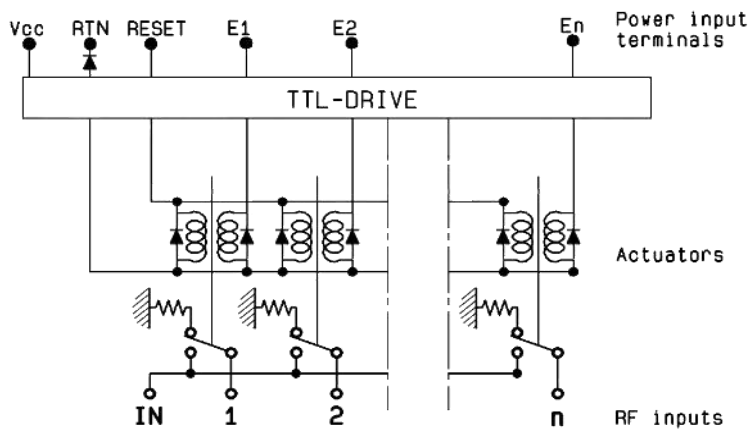 Vcc RTN RESET E1 E2 En Power input
terminals
TTL-DRIVE
Actuators
IN 1 2 n RF inputs